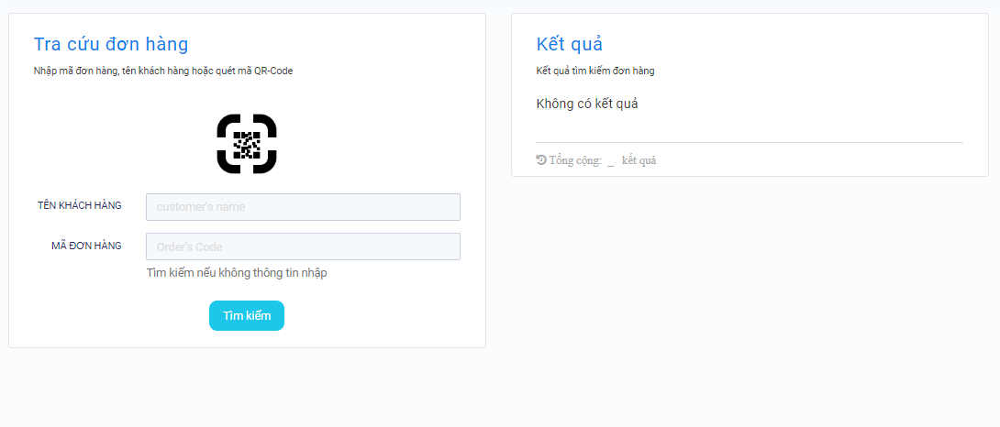 Tra cứu đơn hàng
Nhập mã đơn hàng, tên khách hàng hoặc quét mã QR-Code
TÊN KHÁCH HÀNG
customer's name
MÃ ĐƠN HÀNG
Order's Code
Tìm kiếm nếu không thông tin nhập
Tìm kiếm
Kết quả
Kết quả tìm kiếm đơn hàng
Không có kết quả
Tổng cộng: _ kết quả